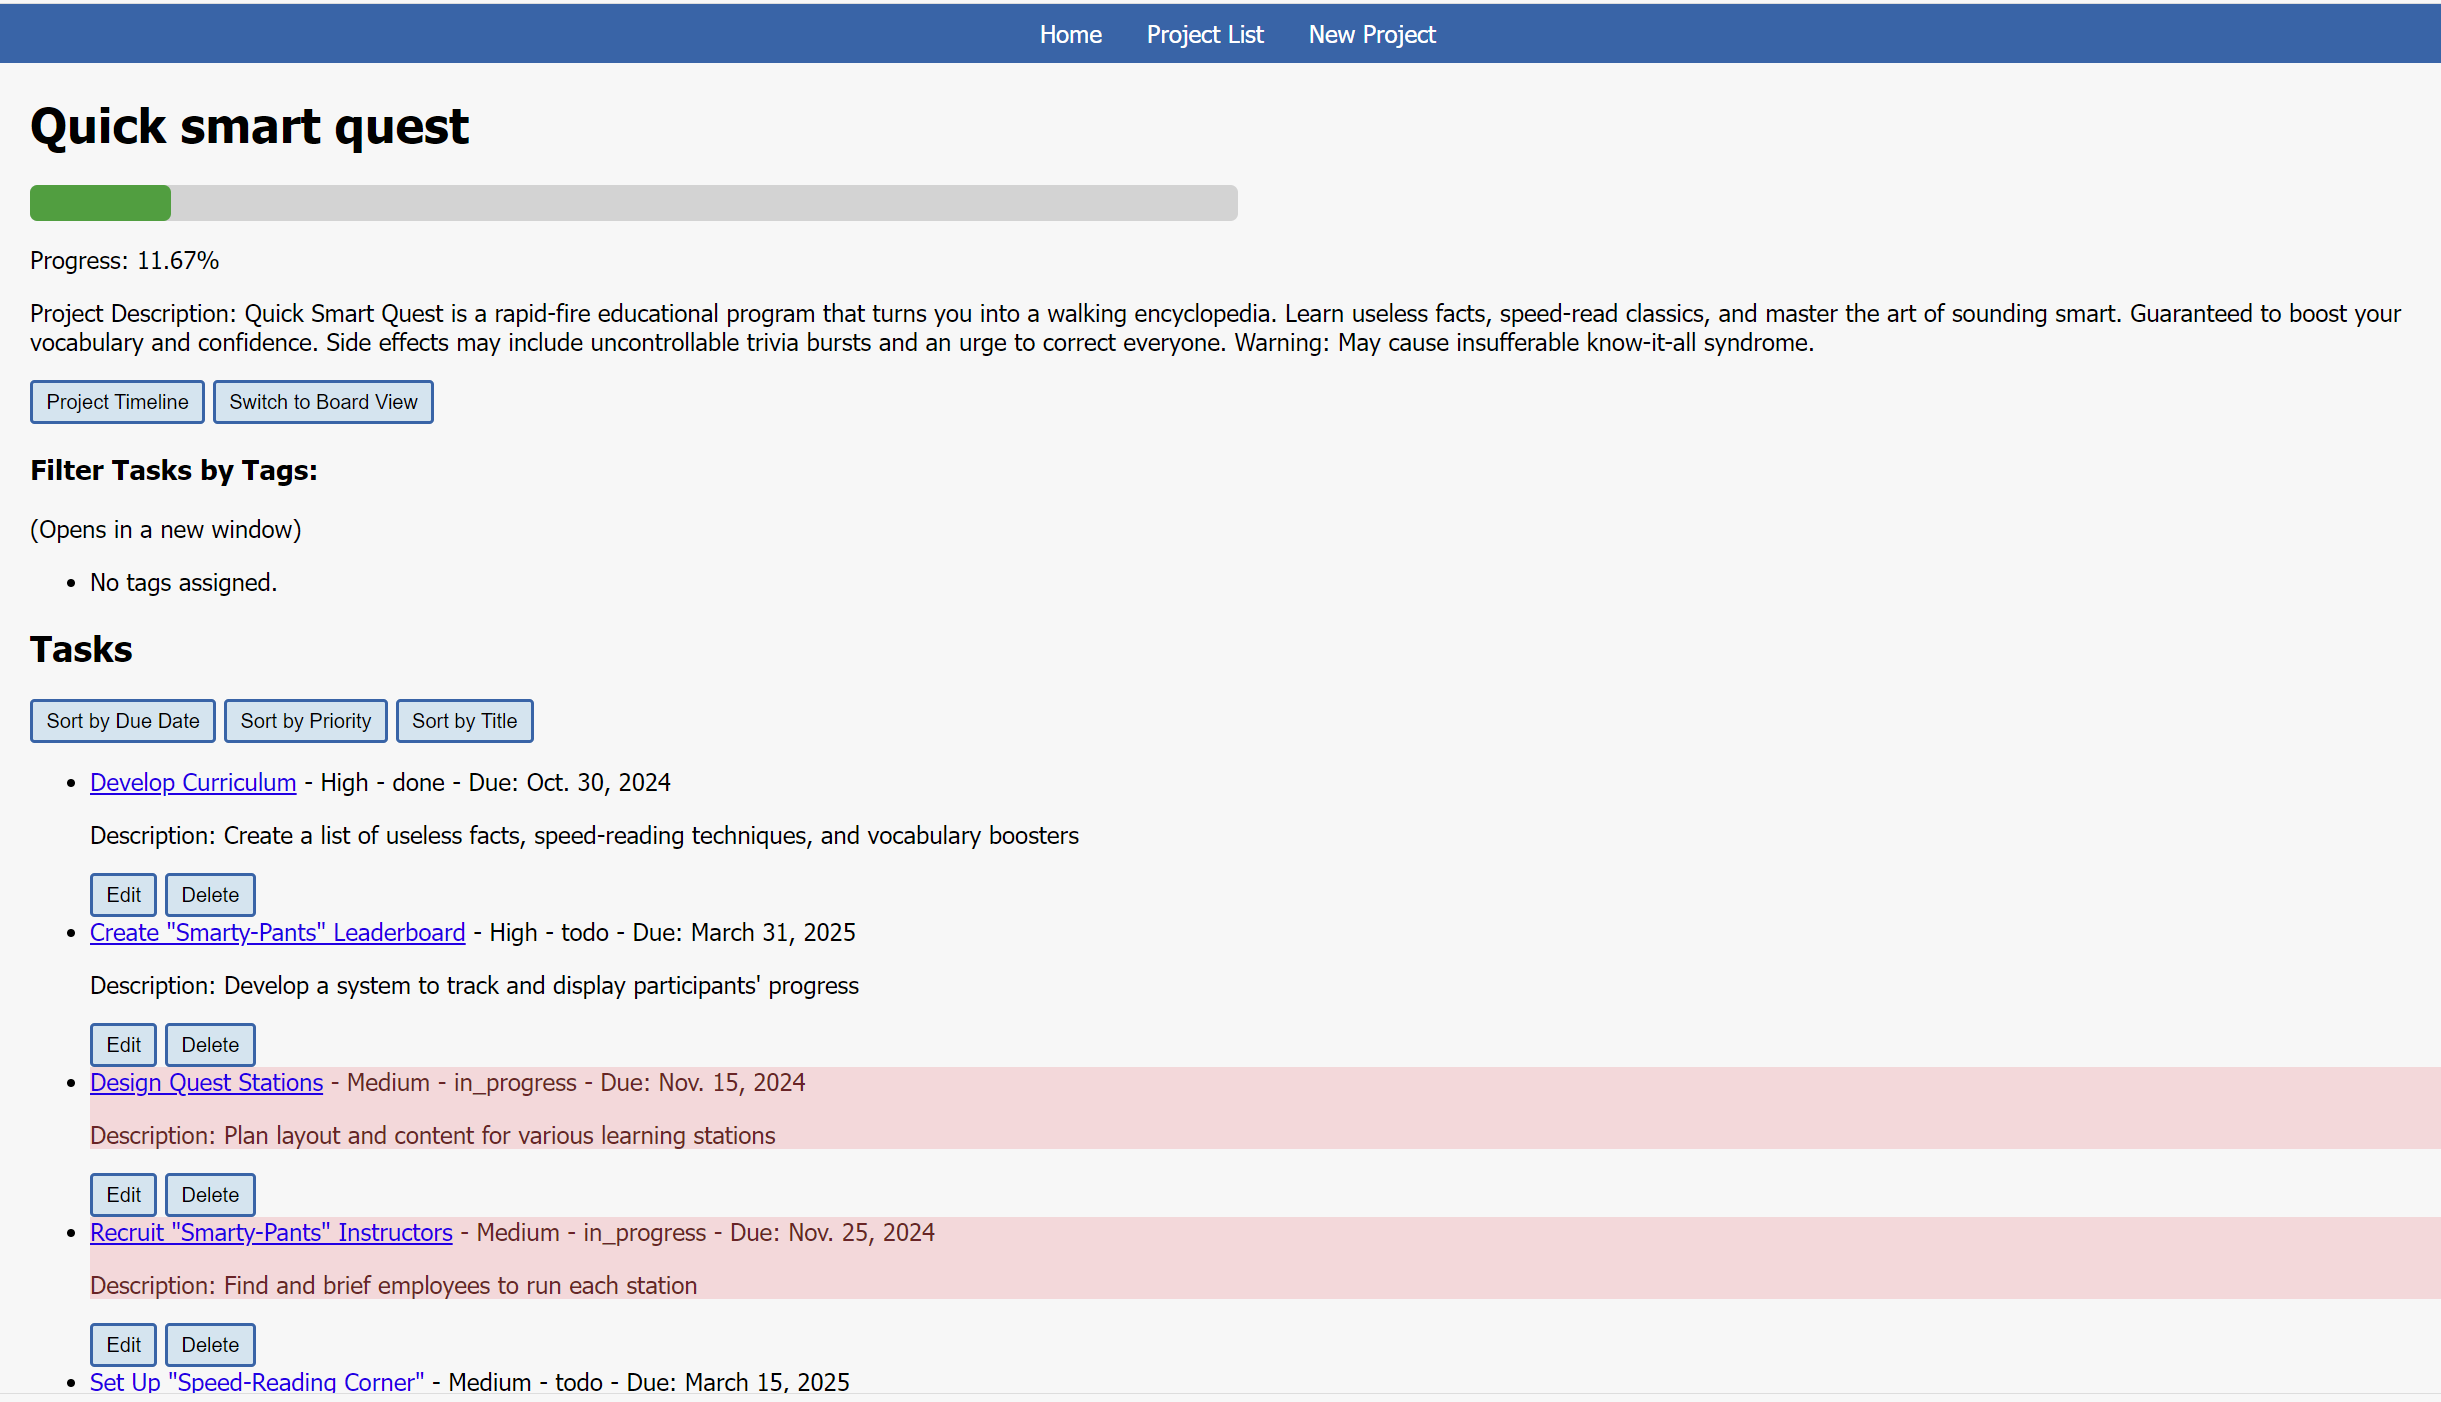 Home Project List New Project
Quick smart quest
Progress: 11.67%
Project Description: Quick Smart Quest is a rapid-fire educational program that turns you into a walking encyclopedia. Learn useless facts, speed-read classics, and master the art of sounding smart. Guaranteed to boost your
vocabulary and confidence. Side effects may include uncontrollable trivia bursts and an urge to correct everyone. Warning: May cause insufferable know-it-all syndrome.
Project Timeline Switch to Board View
Filter Tasks by Tags:
(Opens in a new window)
• No tags assigned.
Tasks
Sort by Due Date Sort by Priority Sort by Title
• Develop Curriculum - High - done - Due: Oct. 30, 2024
Description: Create a list of useless facts, speed-reading techniques, and vocabulary boosters
Edit Delete
• Create "Smarty-Pants" Leaderboard - High - todo - Due: March 31, 2025
Description: Develop a system to track and display participants' progress
Edit Delete
• Design Quest Stations - Medium - in_progress - Due: Nov. 15, 2024
Description: Plan layout and content for various learning stations
Edit Delete
• Recruit "Smarty-Pants" Instructors - Medium - in_progress - Due: Nov. 25, 2024
Description: Find and brief employees to run each station
Edit Delete
• Set Up "Speed-Reading Corner" - Medium - todo - Due: March 15, 2025